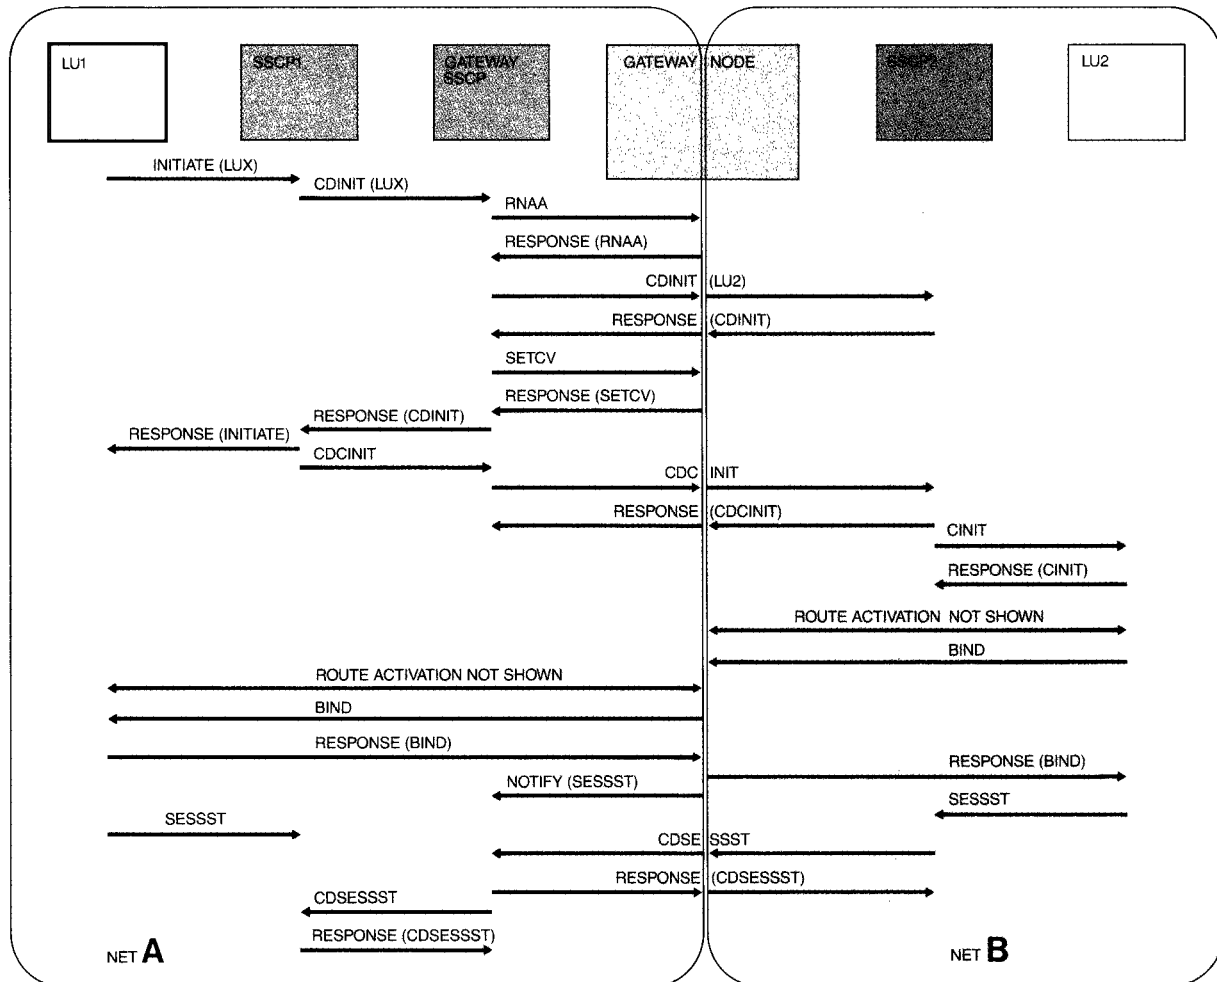 LU1
SSCP1
GATEWAY
SSCP
GATEWAY NODE
SSCP2
LU2
INITIATE (LUX)
CDINIT (LUX)
RNAA
RESPONSE (RNAA)
CDINIT (LU2)
RESPONSE (CDINIT)
SETCV
RESPONSE (SETCV)
RESPONSE (CDINIT)
RESPONSE (INITIATE)
CDCINIT
CDC INIT
RESPONSE (CDCINIT)
CINIT
RESPONSE (CINIT)
ROUTE ACTIVATION NOT SHOWN
BIND
ROUTE ACTIVATION NOT SHOWN
BIND
RESPONSE (BIND)
RESPONSE (BIND)
NOTIFY (SESSST)
SESSST
SESSST
CDSE SSST
RESPONSE (CDSESSST)
CDSESSST
RESPONSE (CDSESSST)
NET A
NET B